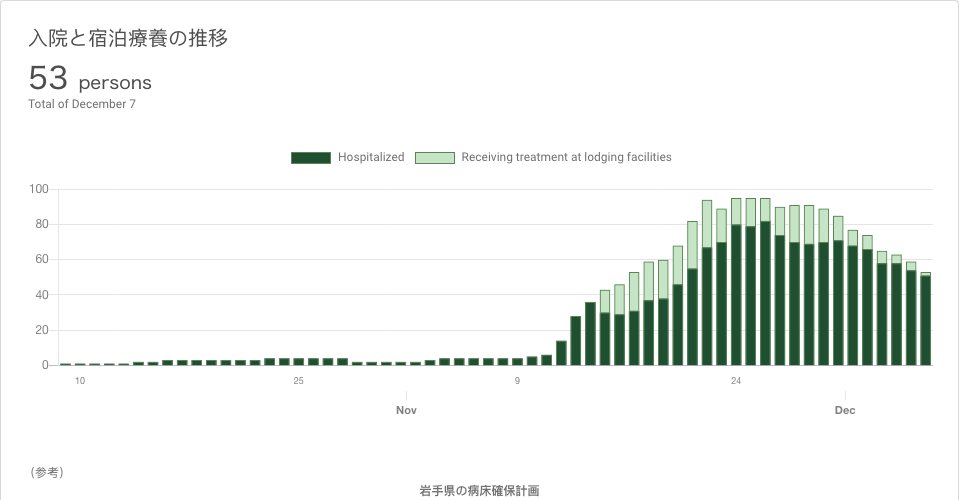 入院と宿泊療養の推移
53 persons
Total of December 7
Hospitalized Receiving treatment at lodging facilities
100
80
60
40
20
0
10 25 9 24
Nov Dec
(参考)
岩手県の病床確保計画